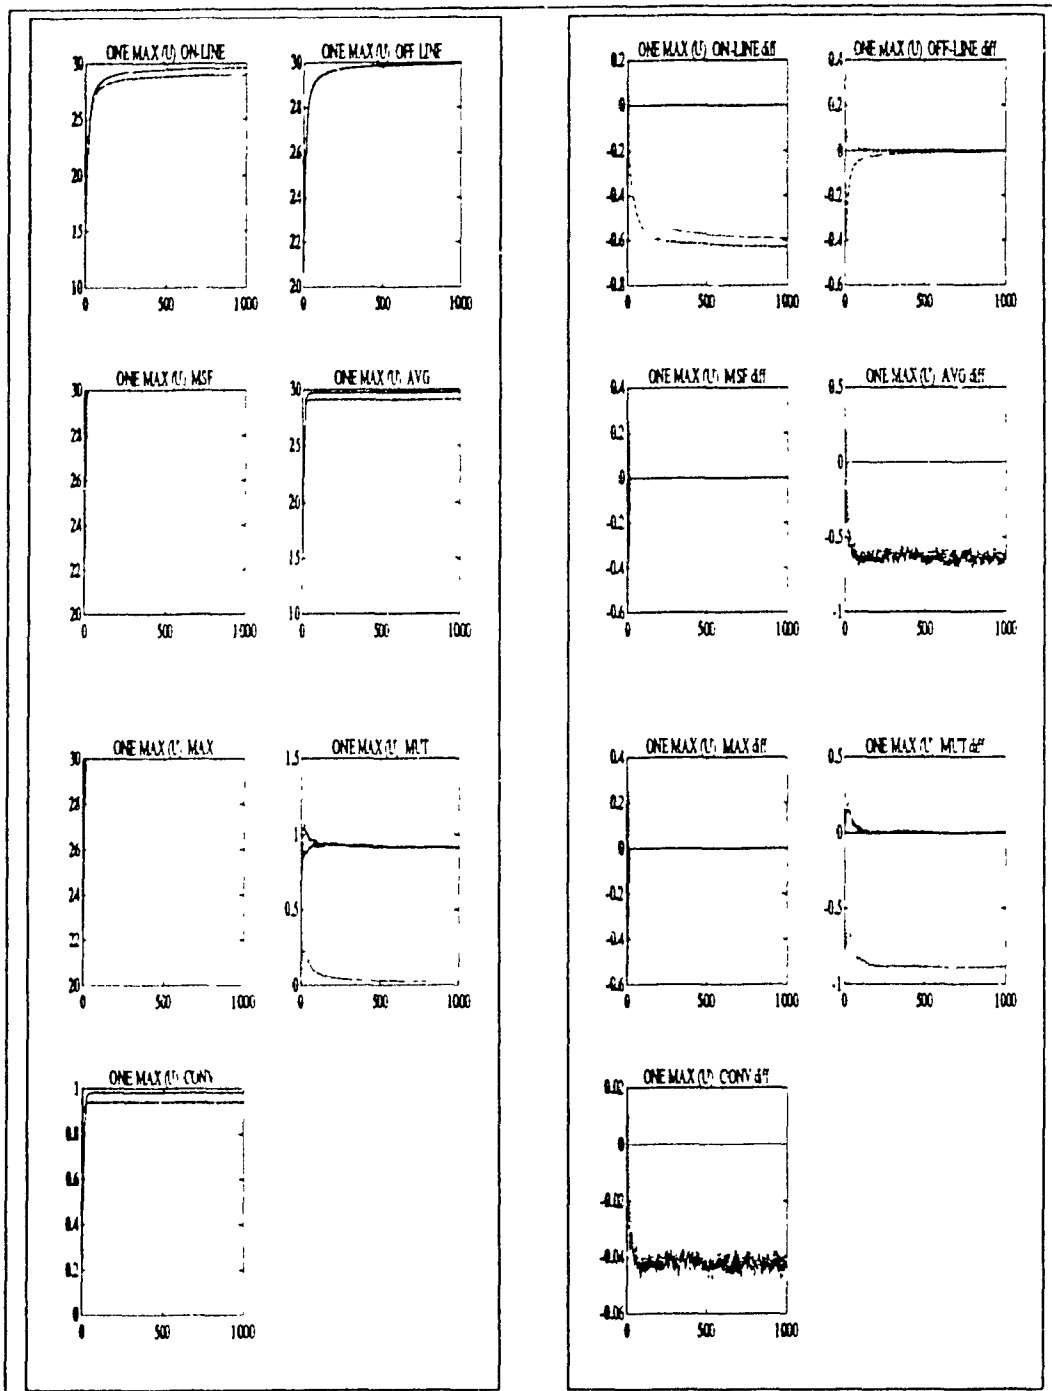 ONE MAX (U) ON-LINE
30
25
20
15
10
0 500 1000
ONE MAX (U) OFF LINE
30
28
26
24
22
20
0 500 1000
ONE MAX (U) MSF
30
28
26
24
22
20
0 500 1000
ONE MAX (U) AVG
30
25
20
15
10
0 500 1000
ONE MAX (U) MAX
30
28
26
24
22
20
0 500 1000
ONE MAX (U) MUT
1.5
1
0.5
0
0 500 1000
ONE MAX (U) CONV
1
0.8
0.6
0.4
0.2
0
0 500 1000
ONE MAX (U) ON-LINE diff
0.2
0
-0.2
-0.4
-0.6
-0.8
0 500 1000
ONE MAX (U) OFF-LINE diff
0.4
0.2
0
-0.2
-0.4
-0.6
0 500 1000
ONE MAX (U) MSF diff
0.4
0.2
0
-0.2
-0.4
-0.6
0 500 1000
ONE MAX (U) AVG diff
0.5
0
-0.5
-1
0 500 1000
ONE MAX (U) MAX diff
0.4
0.2
0
-0.2
-0.4
-0.6
0 500 1000
ONE MAX (U) MUT diff
0.5
0
-0.5
-1
0 500 1000
ONE MAX (U) CONV diff
0.02
0
-0.02
-0.04
-0.06
0 500 1000